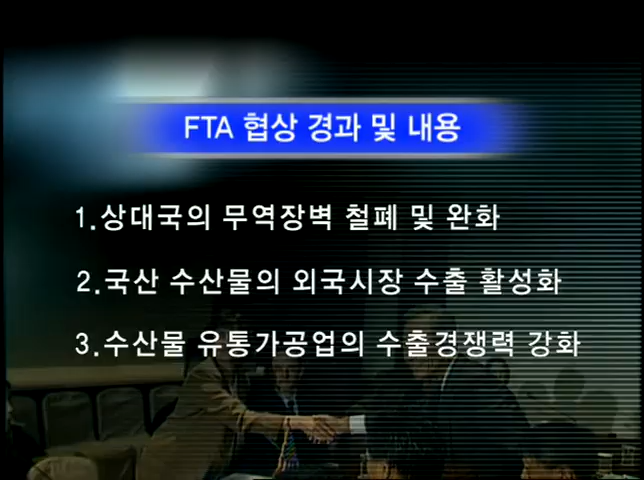 FTA 협상 경과 및 내용
1.상대국의 무역장벽 철폐 및 완화
2.국산 수산물의 외국시장 수출 활성화
3.수산물 유통가공업의 수출경쟁력 강화